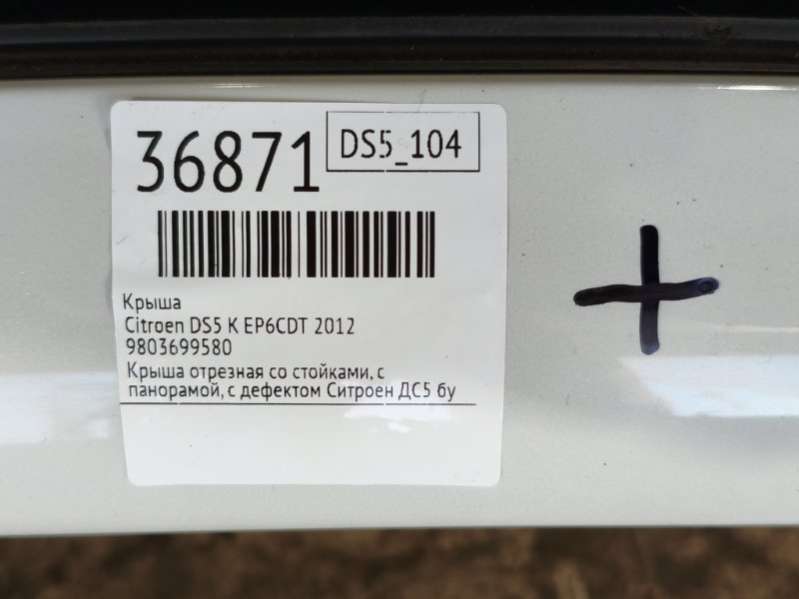 36871
DS5_104
Крыша
Citroen DS5 K EP6CDT 2012
9803699580
Крыша отрезная со стойками, с
панорамой, с дефектом Ситроен ДС5 бу
+